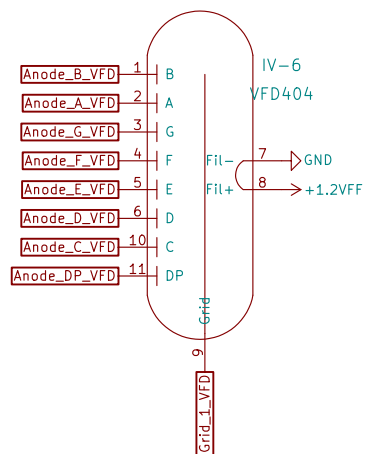 IV-6
VFD404
Anode_B_VFD 1 B
Anode_A_VFD 2 A
Anode_G_VFD 3 G
Anode_F_VFD 4 F Fil- 7 GND
Anode_E_VFD 5 E Fil+ 8 +1.2VFF
Anode_D_VFD 6 D
Anode_C_VFD 10 C
Anode_DP_VFD 11 DP
Grid
9
Grid_1_VFD